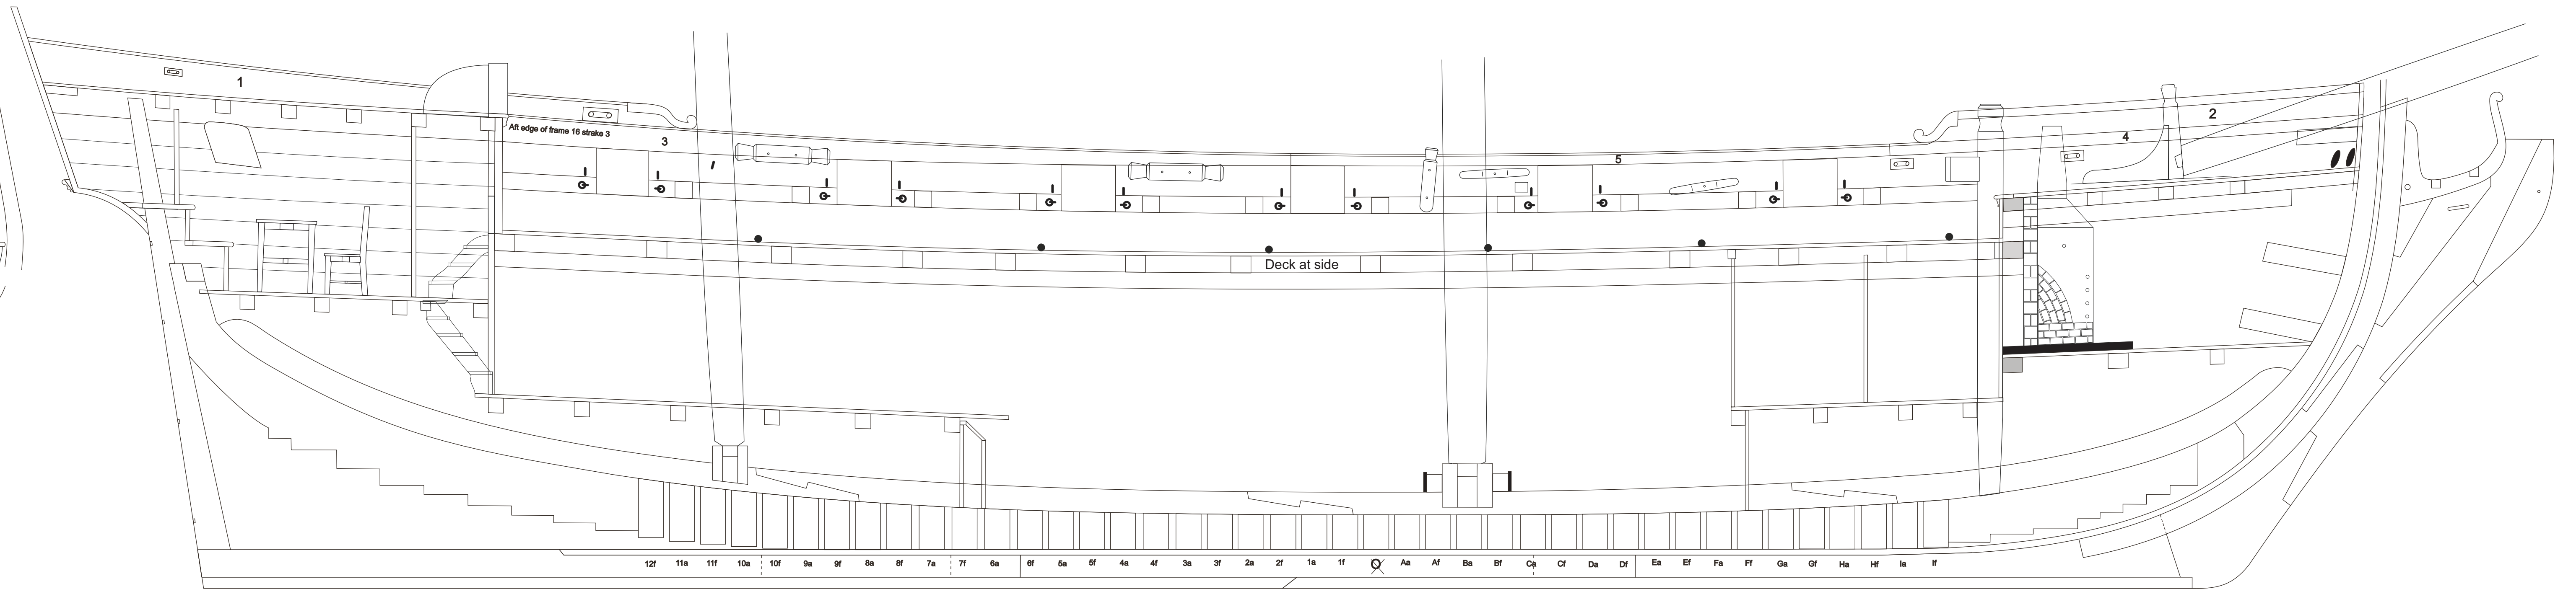 1
2
Aft edge of frame 16 strake 3
3
4
5
Deck at side
12f 11a 11f 10a 10f 9a 9f 8a 8f 7a 7f 6a 6f 5a 5f 4a 4f 3a 3f 2a 2f 1a 1f Aa Af Ba Bf Ca Cf Da Df Ea Ef Fa Ff Ga Gf Ha Hf Ia If